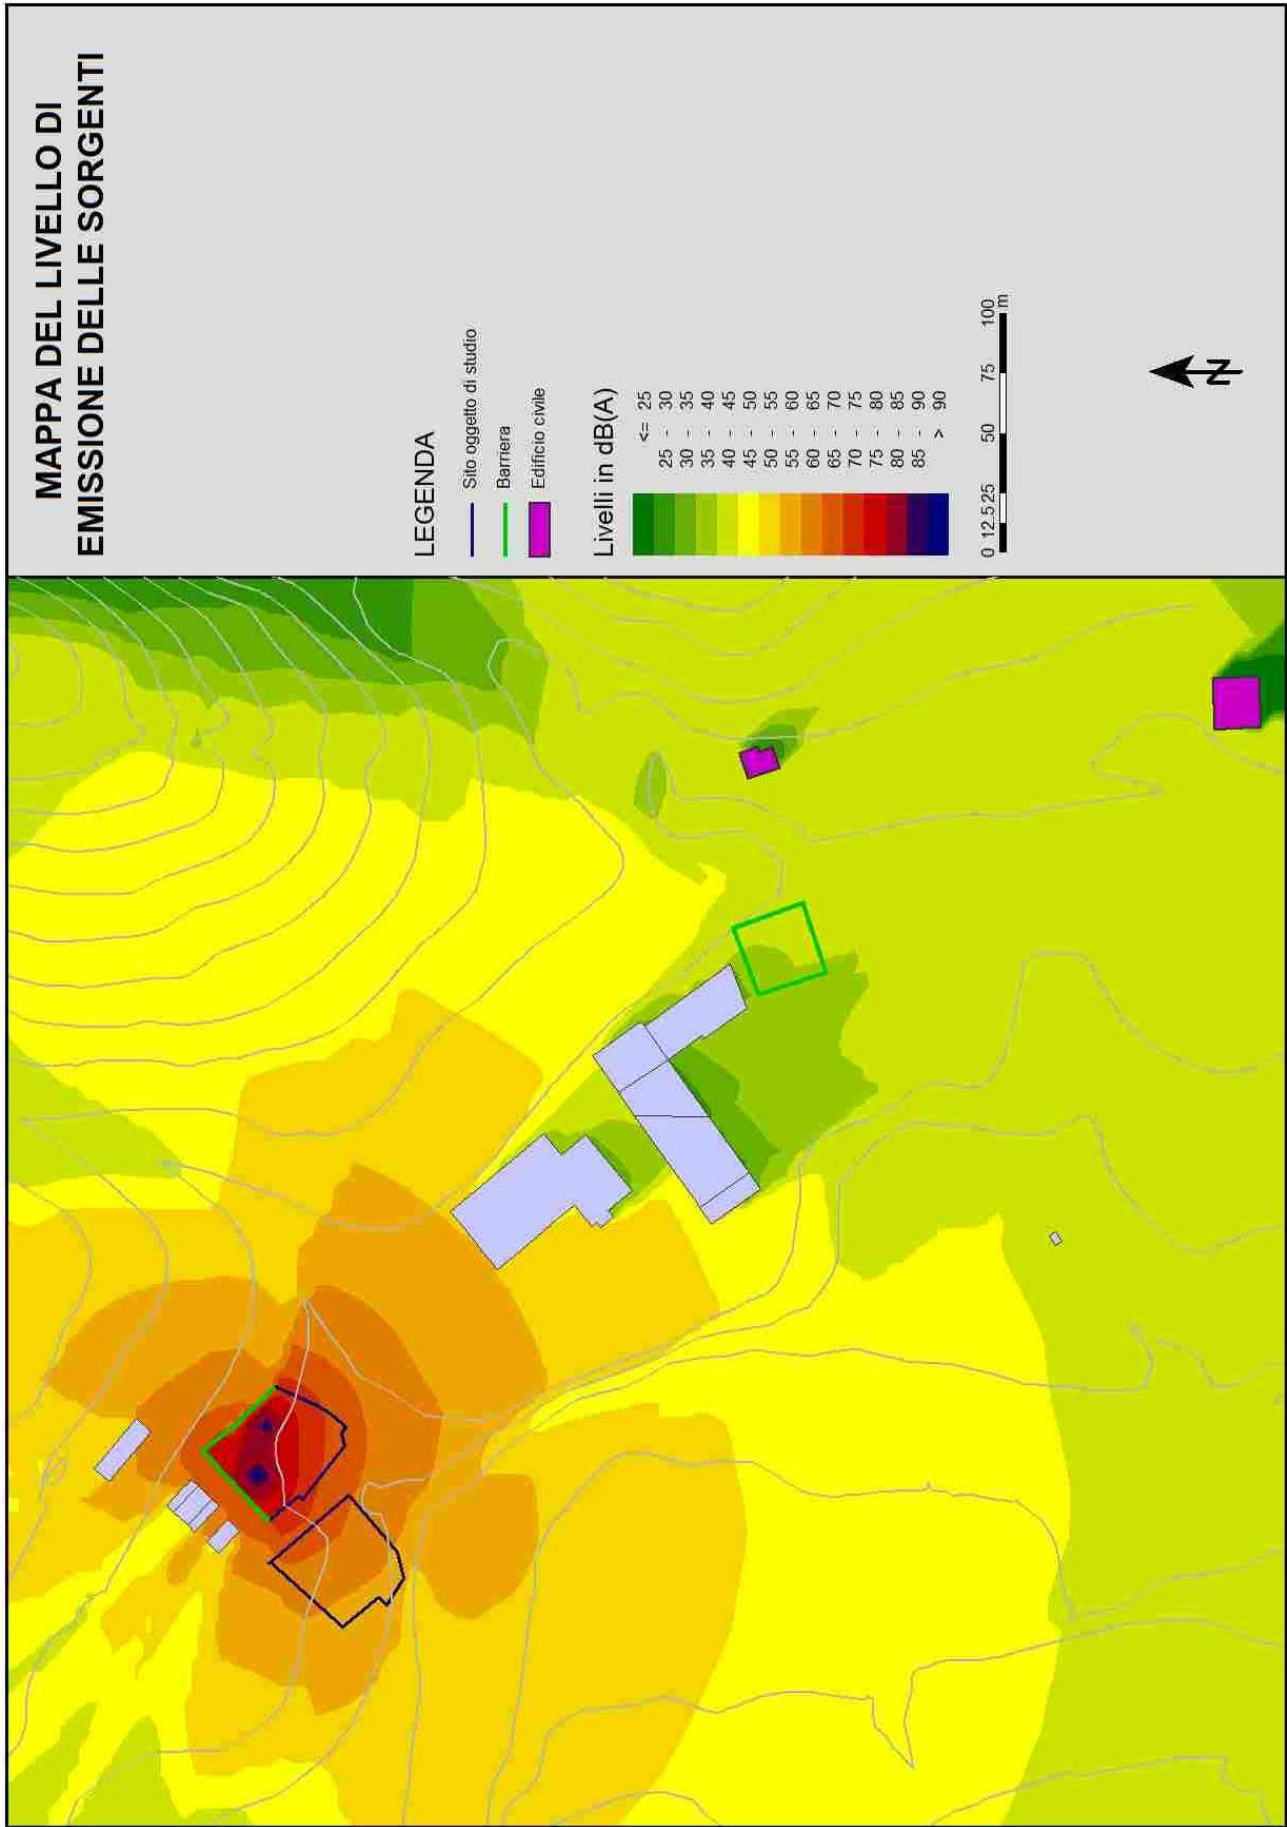 MAPPA DEL LIVELLO DI
EMISSIONE DELLE SORGENTI
LEGENDA
Sito oggetto di studio
Barriera
Edificio civile
Livelli in dB(A)
<= 25
25 - 30
30 - 35
35 - 40
40 - 45
45 - 50
50 - 55
55 - 60
60 - 65
65 - 70
70 - 75
75 - 80
80 - 85
85 - 90
> 90
0 12.5 25 50 75 100
m
N